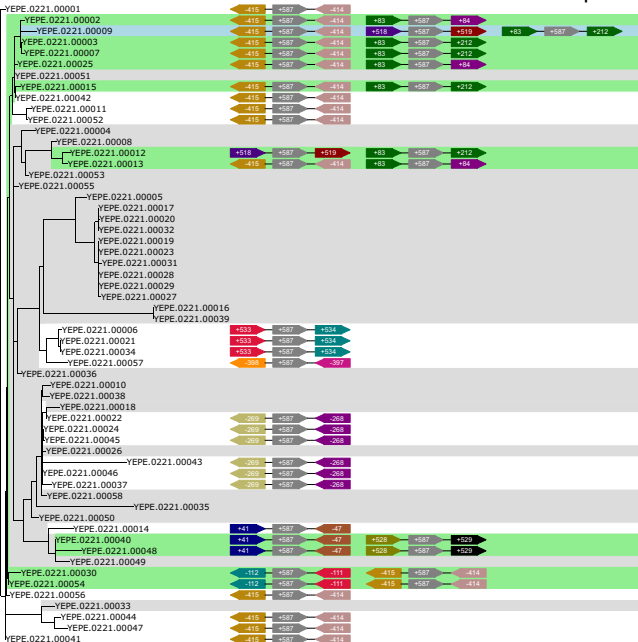 YEPE.0221.00001 -415 +587 -414
YEPE.0221.00002 -415 +587 -414 +83 +587 +84
YEPE.0221.00009 -415 +587 -414 +518 +587 +519 +83 +587 +212
YEPE.0221.00003 -415 +587 -414 +83 +587 +212
YEPE.0221.00007 -415 +587 -414 +83 +587 +212
YEPE.0221.00025 -415 +587 -414 +83 +587 +84
YEPE.0221.00051
YEPE.0221.00015 -415 +587 -414 +83 +587 +212
YEPE.0221.00042 -415 +587 -414
YEPE.0221.00011 -415 +587 -414
YEPE.0221.00052 -415 +587 -414
YEPE.0221.00004
YEPE.0221.00008
YEPE.0221.00012 +518 +587 +519 +83 +587 +212
YEPE.0221.00013 -415 +587 -414 +83 +587 +84
YEPE.0221.00053
YEPE.0221.00055
YEPE.0221.00005
YEPE.0221.00017
YEPE.0221.00020
YEPE.0221.00032
YEPE.0221.00019
YEPE.0221.00023
YEPE.0221.00031
YEPE.0221.00028
YEPE.0221.00029
YEPE.0221.00027
YEPE.0221.00016
YEPE.0221.00039
YEPE.0221.00006 +533 +587 +534
YEPE.0221.00021 +533 +587 +534
YEPE.0221.00034 +533 +587 +534
YEPE.0221.00057 -398 +587 -397
YEPE.0221.00036
YEPE.0221.00010
YEPE.0221.00038
YEPE.0221.00018
YEPE.0221.00022 -269 +587 -268
YEPE.0221.00024 -269 +587 -268
YEPE.0221.00045 -269 +587 -268
YEPE.0221.00026
YEPE.0221.00043 -269 +587 -268
YEPE.0221.00046 -269 +587 -268
YEPE.0221.00037 -269 +587 -268
YEPE.0221.00058
YEPE.0221.00035
YEPE.0221.00050
YEPE.0221.00014 +41 +587 -47
YEPE.0221.00040 +41 +587 -47 +528 +587 +529
YEPE.0221.00048 +41 +587 -47 +528 +587 +529
YEPE.0221.00049
YEPE.0221.00030 -112 +587 -111 -415 +587 -414
YEPE.0221.00054 -112 +587 -111 -415 +587 -414
YEPE.0221.00056 -415 +587 -414
YEPE.0221.00033
YEPE.0221.00044 -415 +587 -414
YEPE.0221.00047 -415 +587 -414
YEPE.0221.00041 -415 +587 -414